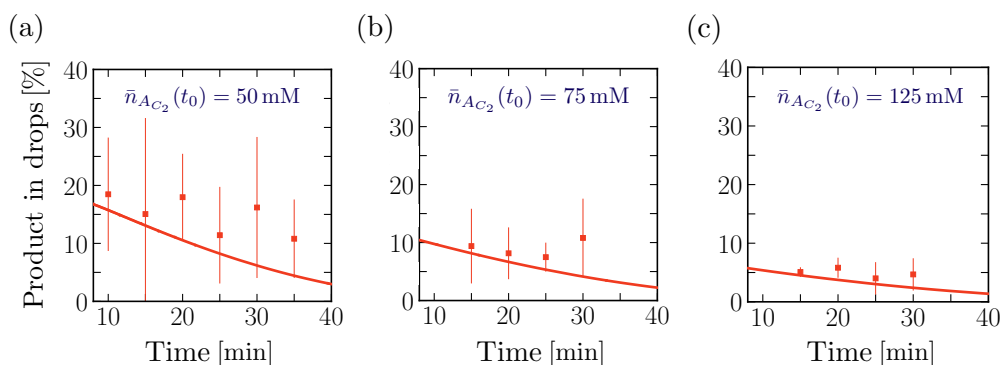 (a)
Product in drops [%]
n̄_{A_{C_2}}(t_0) = 50 mM
40
30
20
10
0
10 20 30 40
Time [min]
(b)
n̄_{A_{C_2}}(t_0) = 75 mM
40
30
20
10
0
10 20 30 40
Time [min]
(c)
n̄_{A_{C_2}}(t_0) = 125 mM
40
30
20
10
0
10 20 30 40
Time [min]